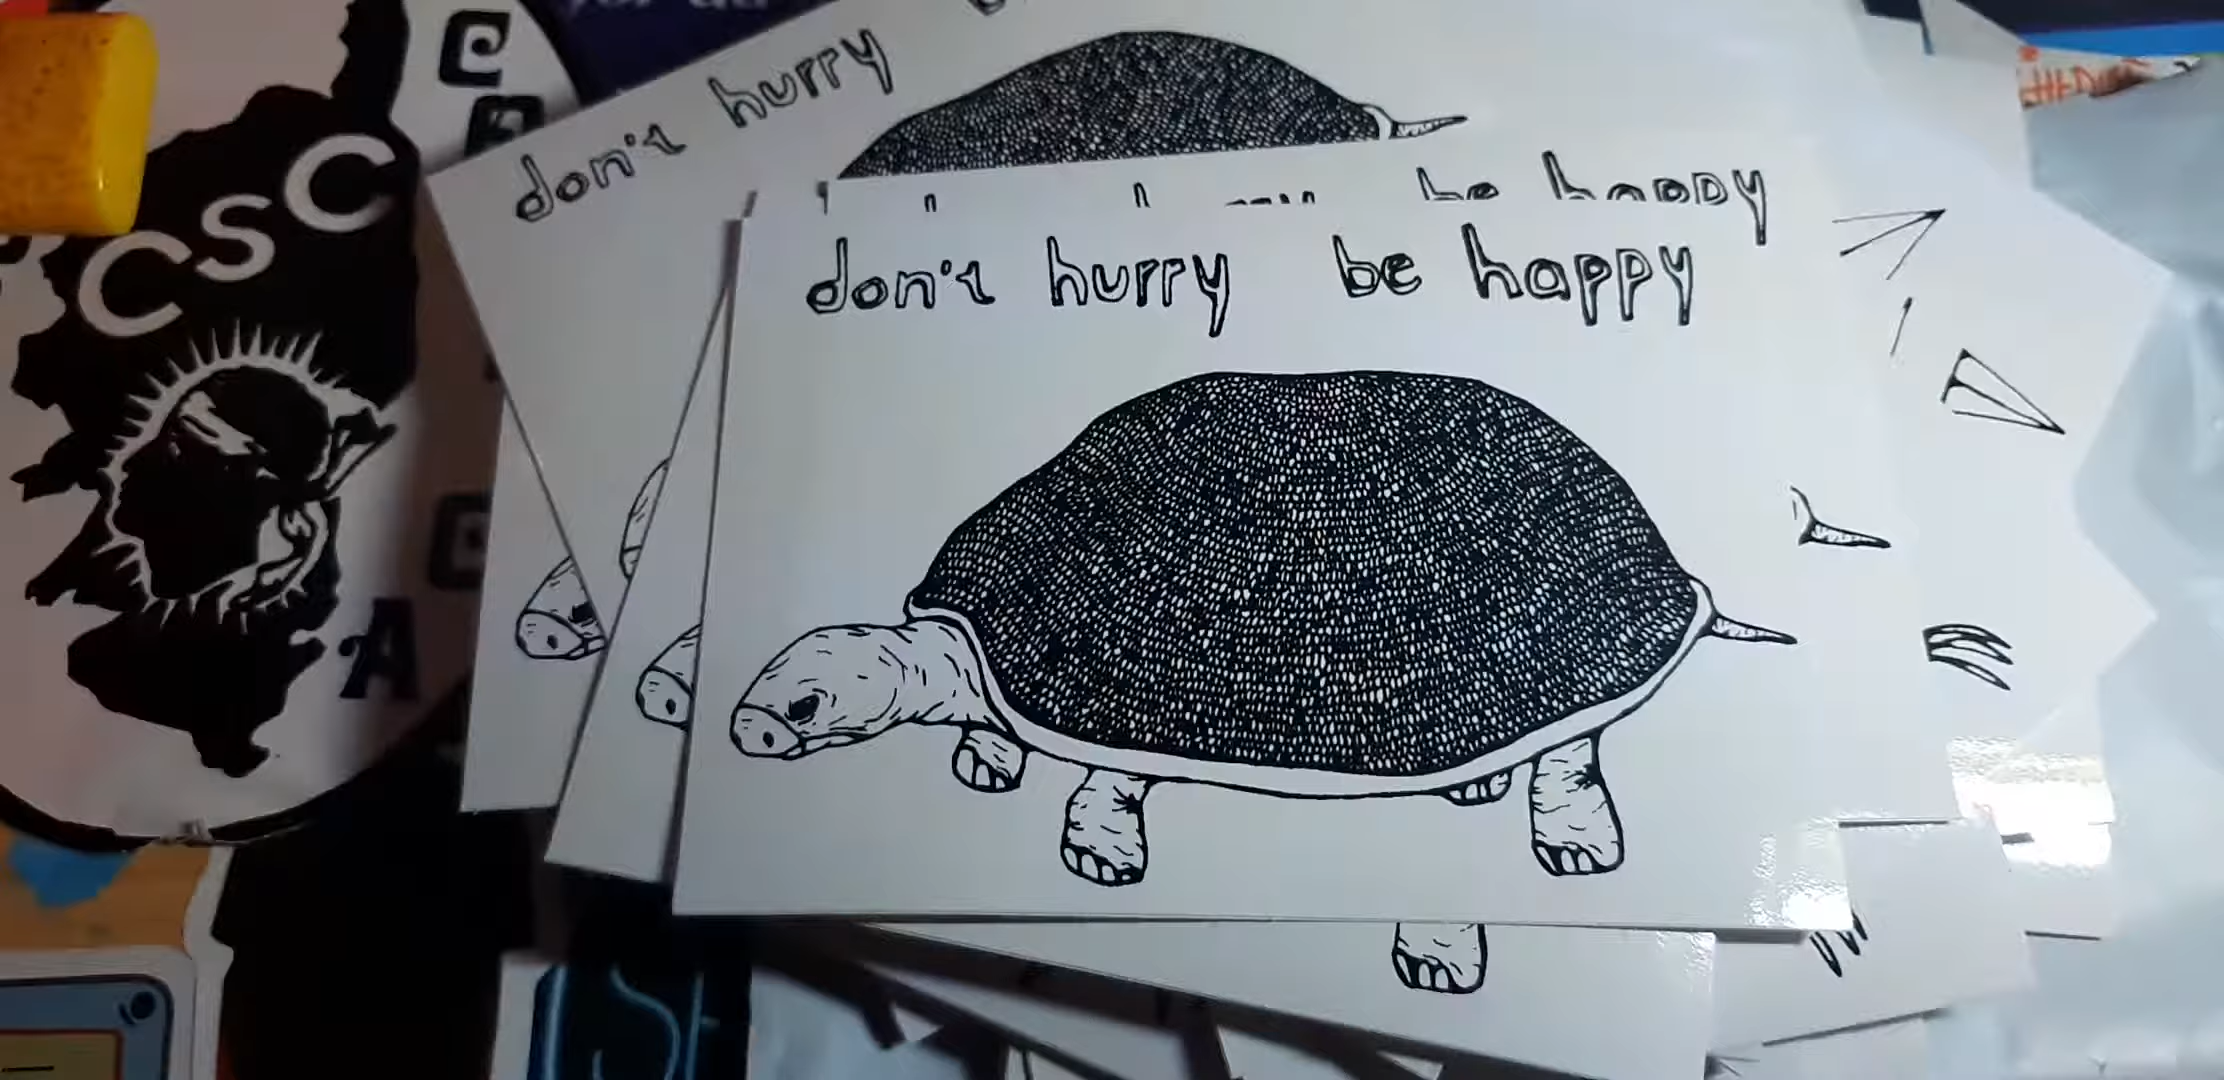 don't hurry
be happy
don't hurry be happy
CSC
A